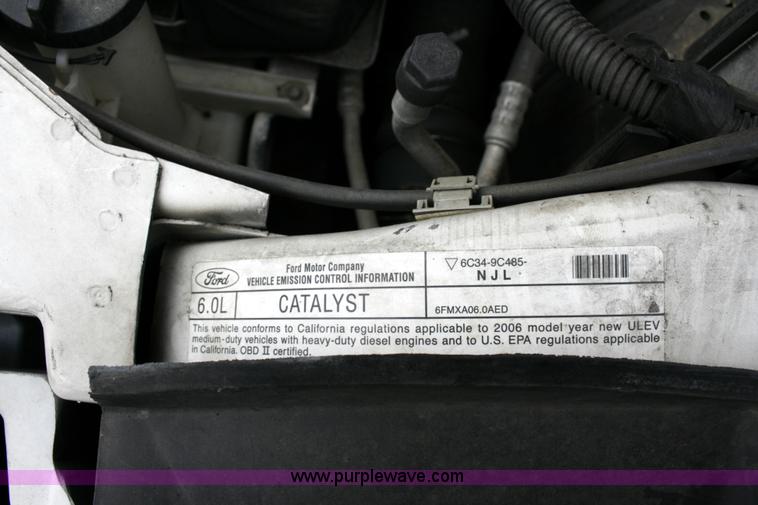 Ford
Ford Motor Company
VEHICLE EMISSION CONTROL INFORMATION
▽ 6C34-9C485-
NJL
6.0L
CATALYST
6FMXA06.0AED
This vehicle conforms to California regulations applicable to 2006 model year new ULEV
medium-duty vehicles with heavy-duty diesel engines and to U.S. EPA regulations applicable
in California. OBD II certified.
www.purplewave.com